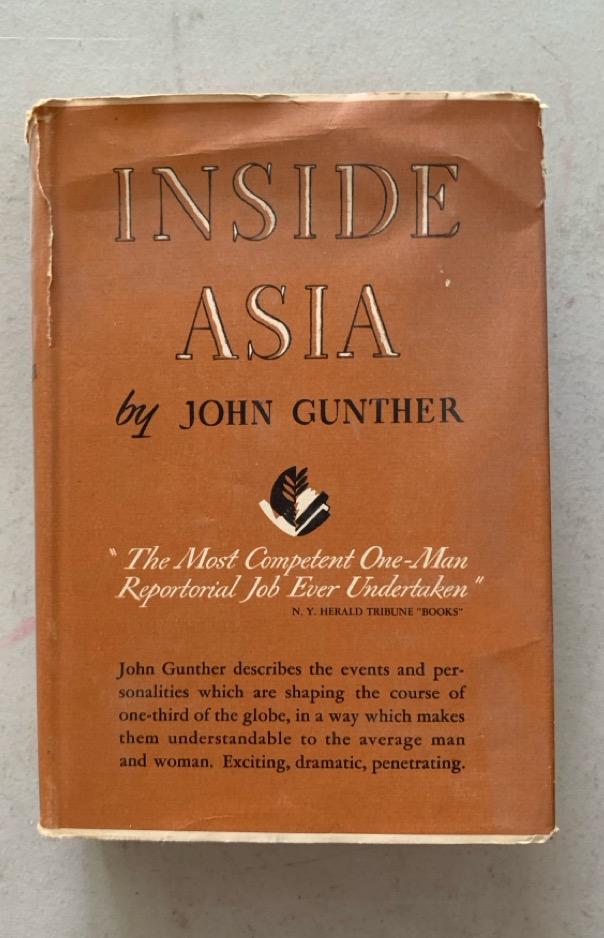 INSIDE
ASIA
by JOHN GUNTHER
"The Most Competent One-Man
Reportorial Job Ever Undertaken"
N. Y. HERALD TRIBUNE "BOOKS"
John Gunther describes the events and per-
sonalities which are shaping the course of
one-third of the globe, in a way which makes
them understandable to the average man
and woman. Exciting, dramatic, penetrating.